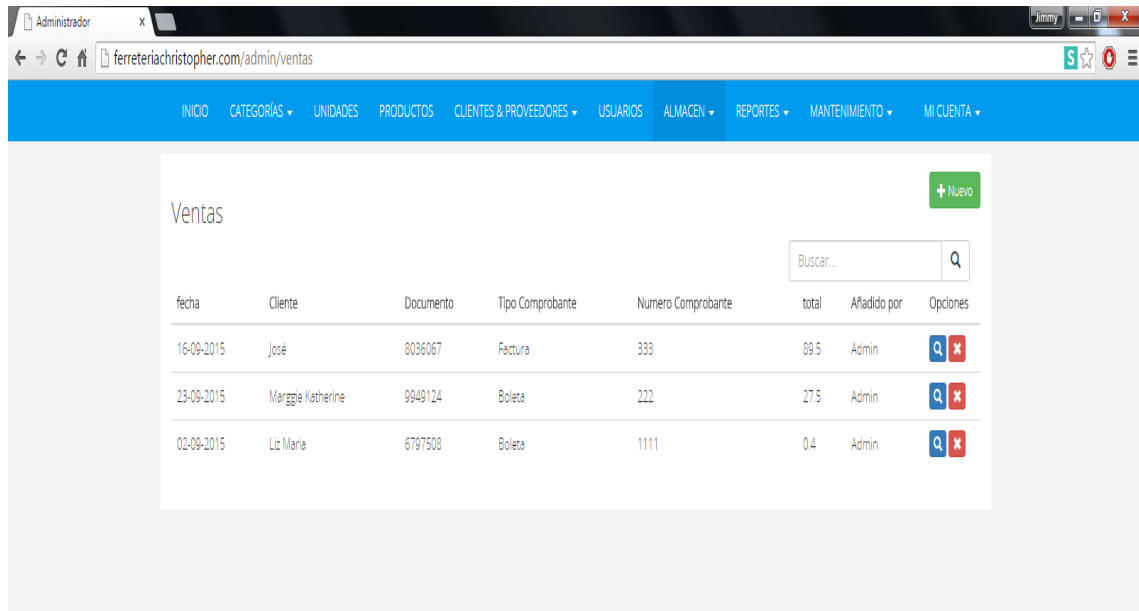 Administrador x
Jimmy
ferreteriachristopher.com/admin/ventas
S
INICIO CATEGORÍAS UNIDADES PRODUCTOS CLIENTES & PROVEEDORES USUARIOS ALMACEN REPORTES MANTENIMIENTO MI CUENTA
Nuevo
Ventas
Buscar...
fecha Cliente Documento Tipo Comprobante Numero Comprobante total Añadido por Opciones
16-09-2015 José 8036067 Factura 333 89.5 Admin
23-09-2015 Marggie Katherine 9949124 Boleta 222 27.5 Admin
02-09-2015 Liz Maria 6797508 Boleta 1111 0.4 Admin